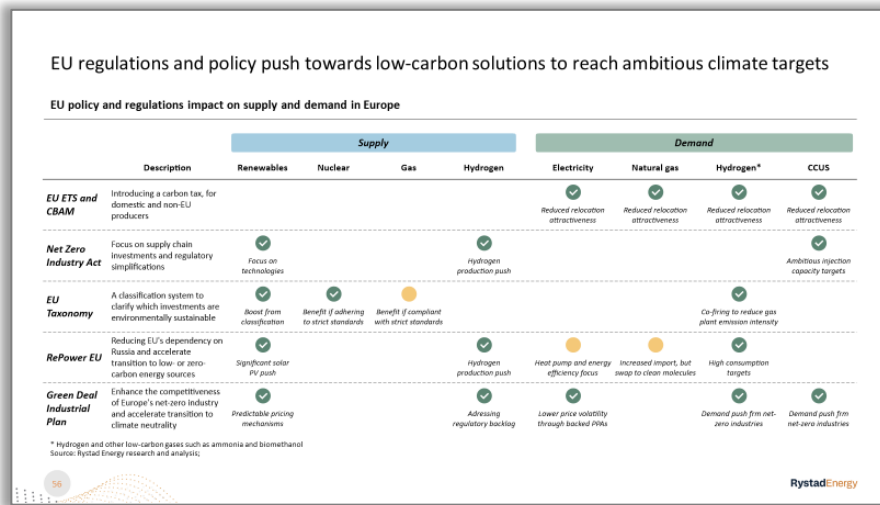 EU regulations and policy push towards low-carbon solutions to reach ambitious climate targets
EU policy and regulations impact on supply and demand in Europe
Supply
Demand
Description
Renewables
Nuclear
Gas
Hydrogen
Electricity
Natural gas
Hydrogen*
CCUS
EU ETS and
CBAM
Introducing a carbon tax, for
domestic and non-EU
producers
Reduced relocation
attractiveness
Reduced relocation
attractiveness
Reduced relocation
attractiveness
Reduced relocation
attractiveness
Net Zero
Industry Act
Focus on supply chain
investments and regulatory
simplifications
Focus on
technologies
Hydrogen
production push
Ambitious injection
capacity targets
EU
Taxonomy
A classification system to
clarify which investments are
environmentally sustainable
Boost from
classification
Benefit if adhering
to strict standards
Benefit if compliant
with strict standards
Co-firing to reduce gas
plant emission intensity
RePower EU
Reducing EU's dependency on
Russia and accelerate
transition to low- or zero-
carbon energy sources
Significant solar
PV push
Hydrogen
production push
Heat pump and energy
efficiency focus
Increased import, but
swap to clean molecules
High consumption
targets
Green Deal
Industrial
Plan
Enhance the competitiveness
of Europe's net-zero industry
and accelerate transition to
climate neutrality
Predictable pricing
mechanisms
Adressing
regulatory backlog
Lower price volatility
through backed PPAs
Demand push frm net-
zero industries
Demand push frm
net-zero industries
* Hydrogen and other low-carbon gases such as ammonia and biomethanol
Source: Rystad Energy research and analysis;
56
RystadEnergy